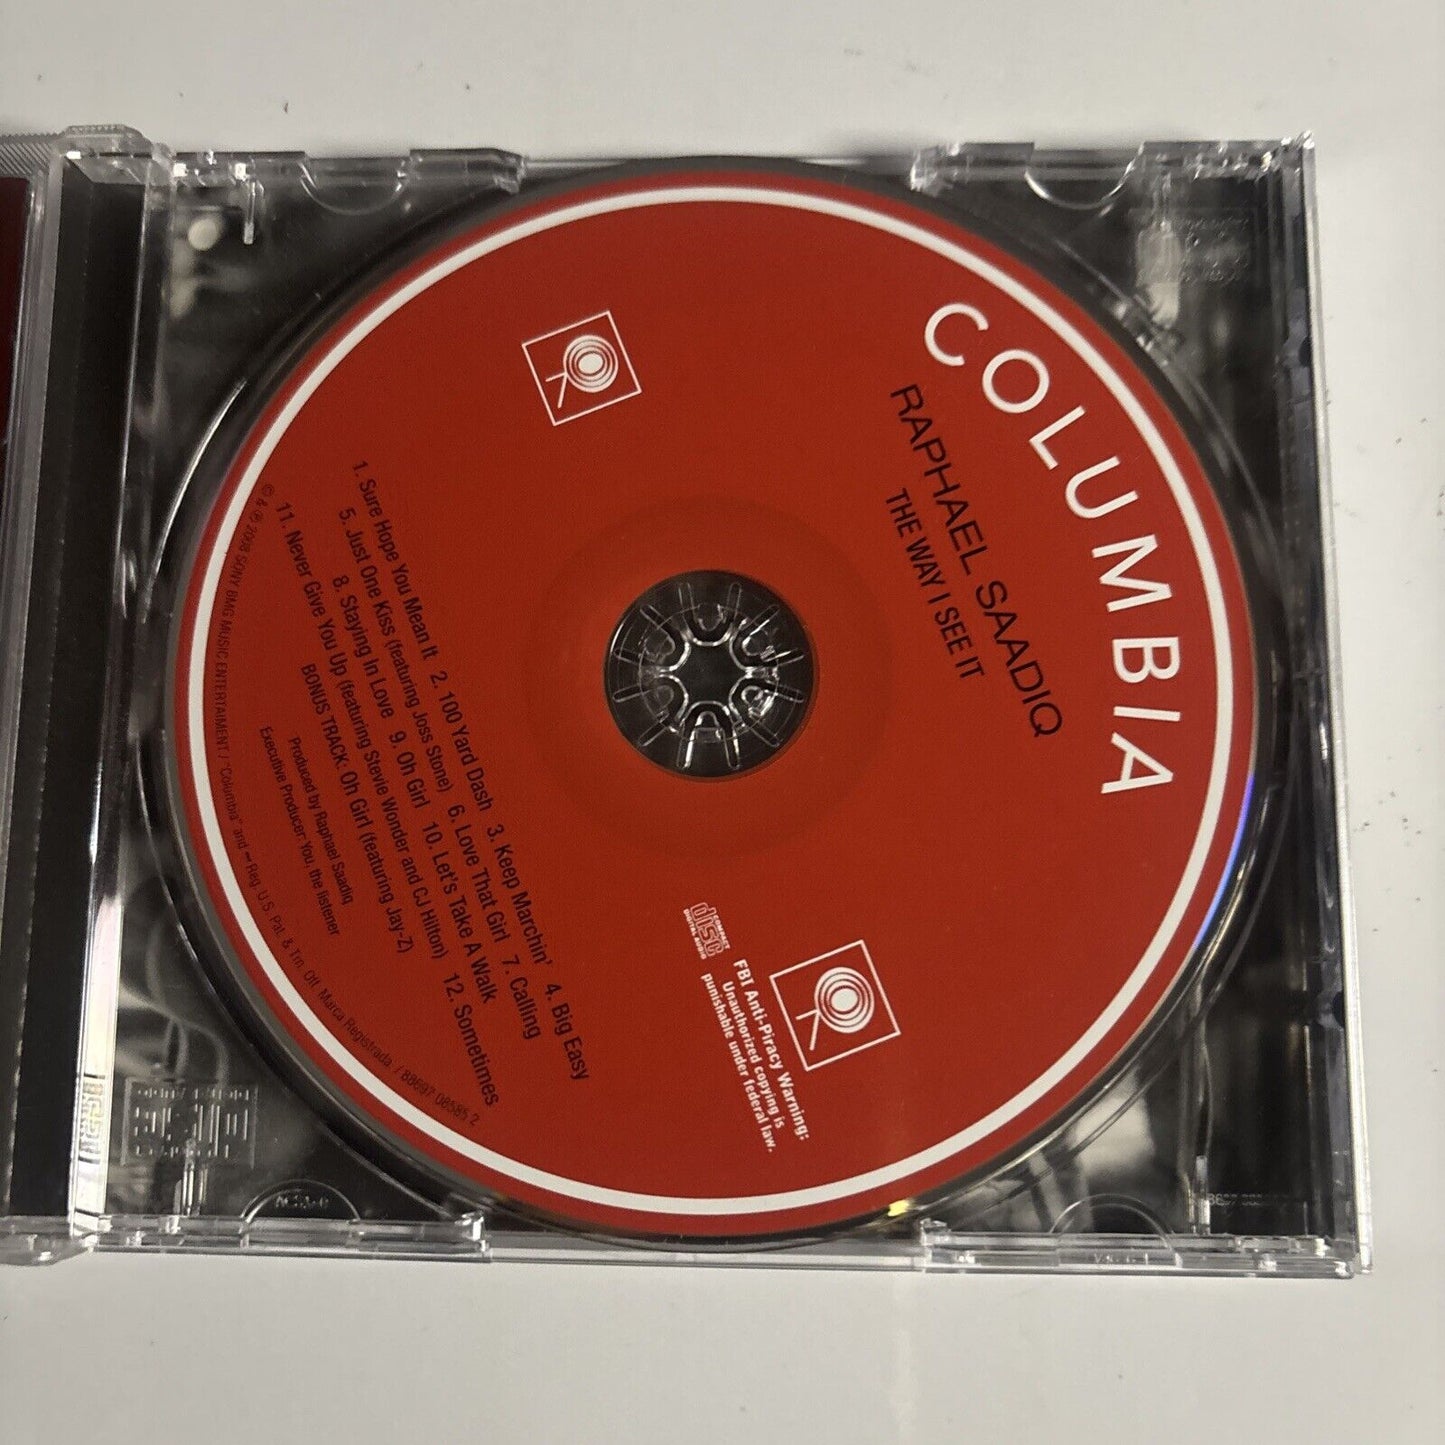 COLUMBIA
RAPHAEL SAADIQ
THE WAY I SEE IT
COMPACT
disc
DIGITAL AUDIO
FBI Anti-Piracy Warning:
Unauthorized copying is
punishable under federal law.
1. Sure Hope You Mean It 2. 100 Yard Dash 3. Keep Marchin' 4. Big Easy
5. Just One Kiss (featuring Joss Stone) 6. Love That Girl 7. Calling
8. Staying In Love 9. Oh Girl 10. Let's Take A Walk
11. Never Give You Up (featuring Stevie Wonder and CJ Hilton) 12. Sometimes
BONUS TRACK: Oh Girl (featuring Jay-Z)
Produced by Raphael Saadiq
Executive Producer: You, the listener
© & ℗ 2008 SONY BMG MUSIC ENTERTAINMENT / "Columbia" and Reg. U.S. Pat. & Tm. Off. Marca Registrada. / 88697 08585 2